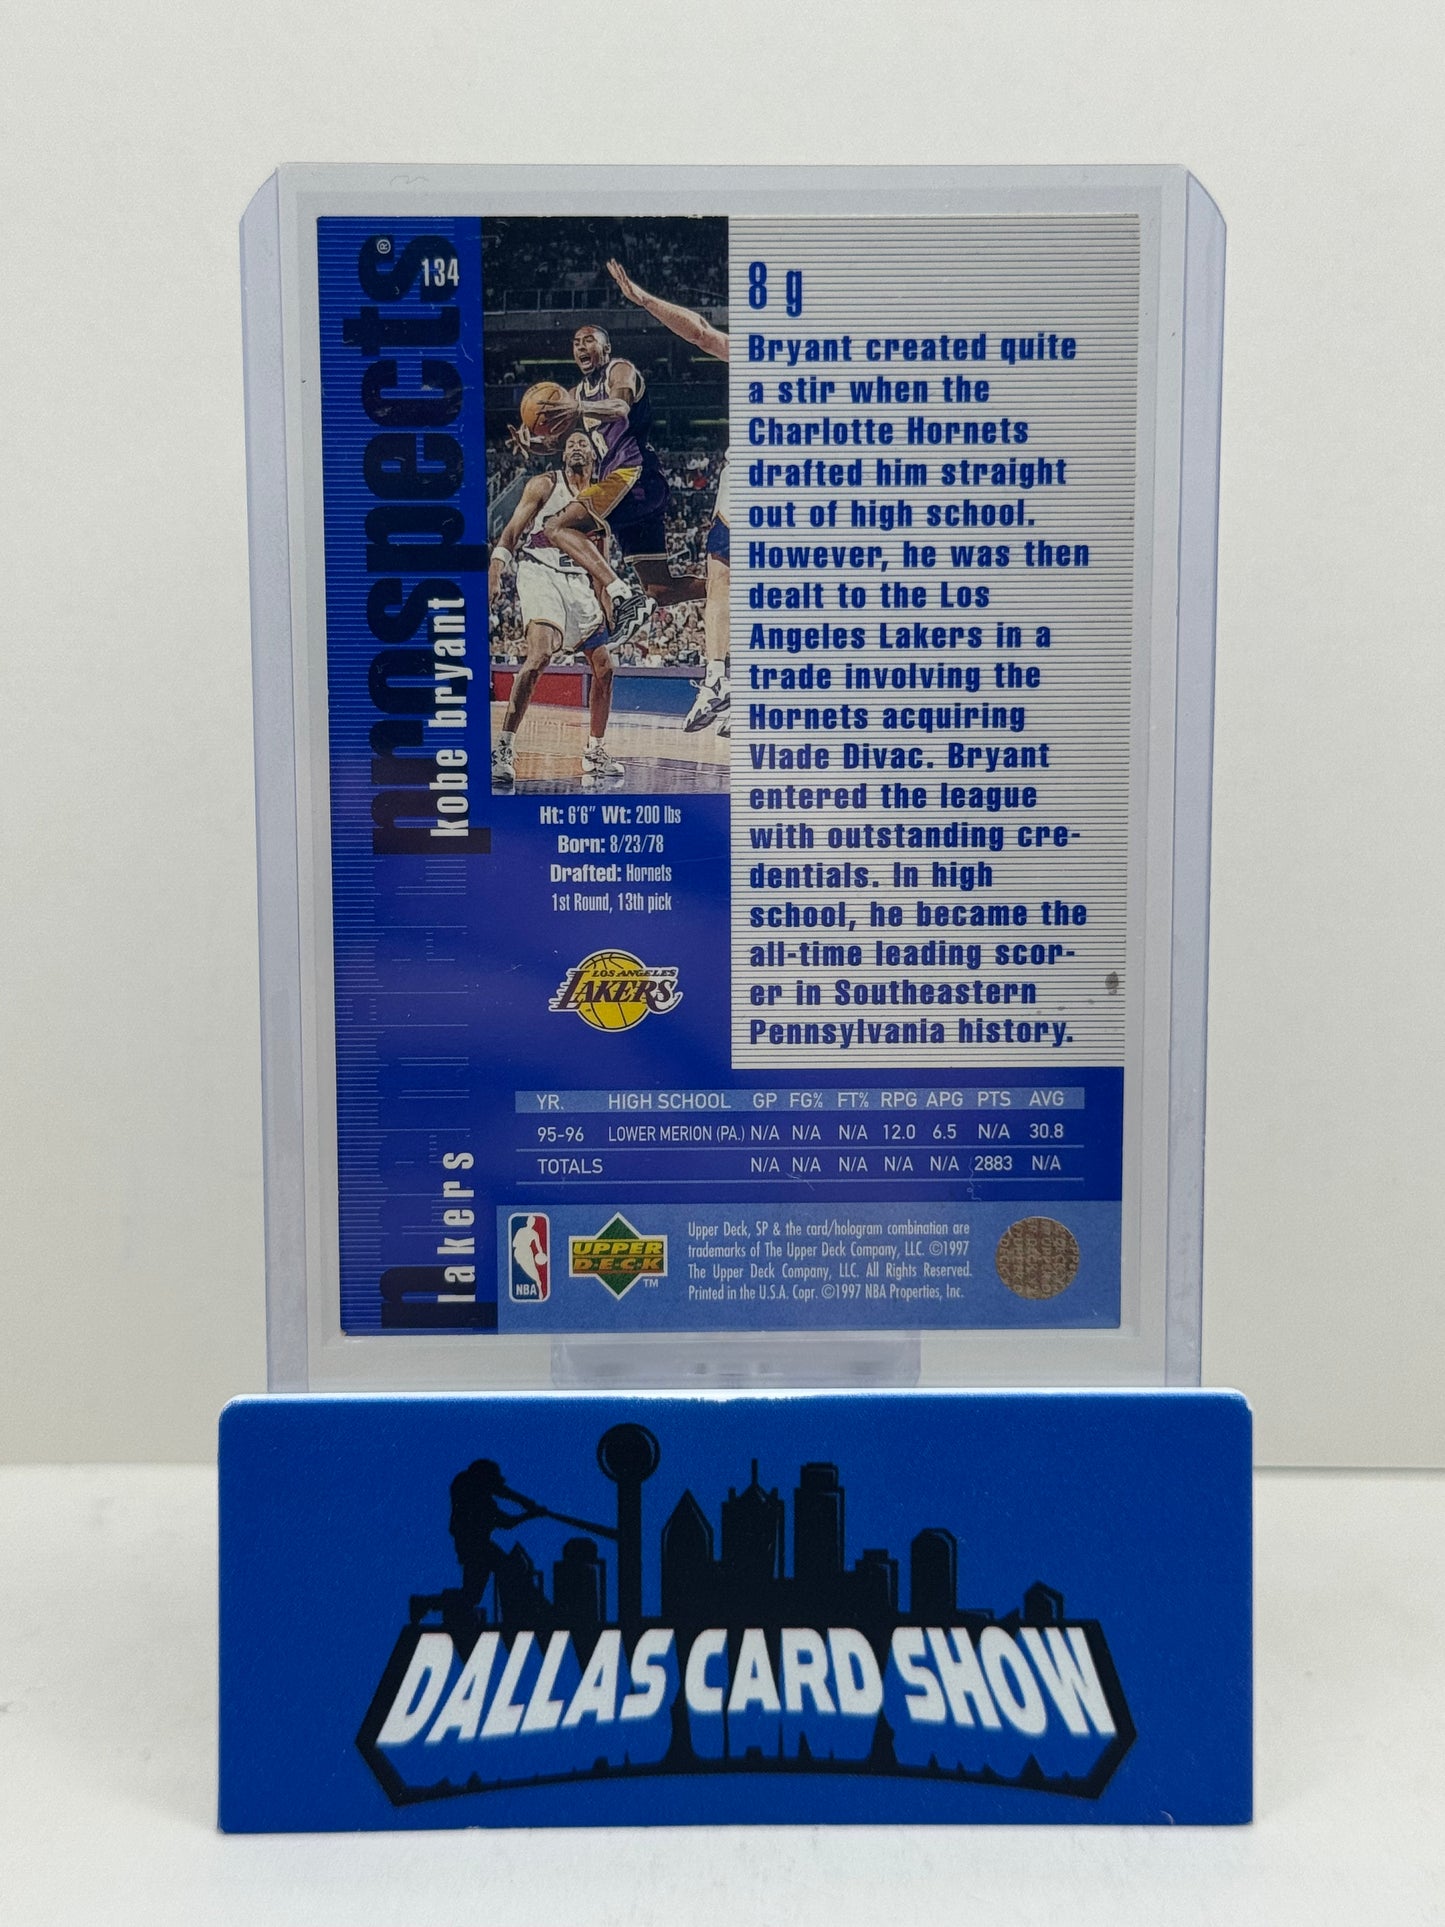 134
prospects®
kobe bryant
lakers
8 g
Bryant created quite
a stir when the
Charlotte Hornets
drafted him straight
out of high school.
However, he was then
dealt to the Los
Angeles Lakers in a
trade involving the
Hornets acquiring
Vlade Divac. Bryant
entered the league
with outstanding cre-
dentials. In high
school, he became the
all-time leading scor-
er in Southeastern
Pennsylvania history.
Ht: 6'6" Wt: 200 lbs
Born: 8/23/78
Drafted: Hornets
1st Round, 13th pick
LOS ANGELES
LAKERS
YR. HIGH SCHOOL GP FG% FT% RPG APG PTS AVG
95-96 LOWER MERION (PA.) N/A N/A N/A 12.0 6.5 N/A 30.8
TOTALS N/A N/A N/A N/A N/A 2883 N/A
NBA
UPPER
D·E·C·K
TM
Upper Deck, SP & the card/hologram combination are
trademarks of The Upper Deck Company, LLC. ©1997
The Upper Deck Company, LLC. All Rights Reserved.
Printed in the U.S.A. Copr. ©1997 NBA Properties, Inc.
DALLAS CARD SHOW